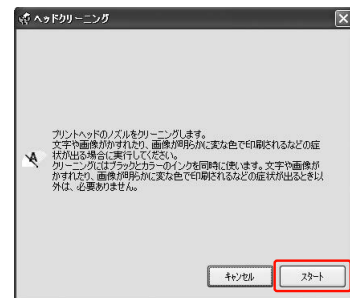 ヘッドクリーニング
プリントヘッドのノズルをクリーニングします。
文字や画像がかすれたり、画像が明らかに変な色で印刷されるなどの症
状が出る場合に実行してください。
クリーニングにはブラックとカラーのインクを同時に使います。文字や画像が
かすれたり、画像が明らかに変な色で印刷されるなどの症状が出るとき以
外は、必要ありません。
キャンセル
スタート